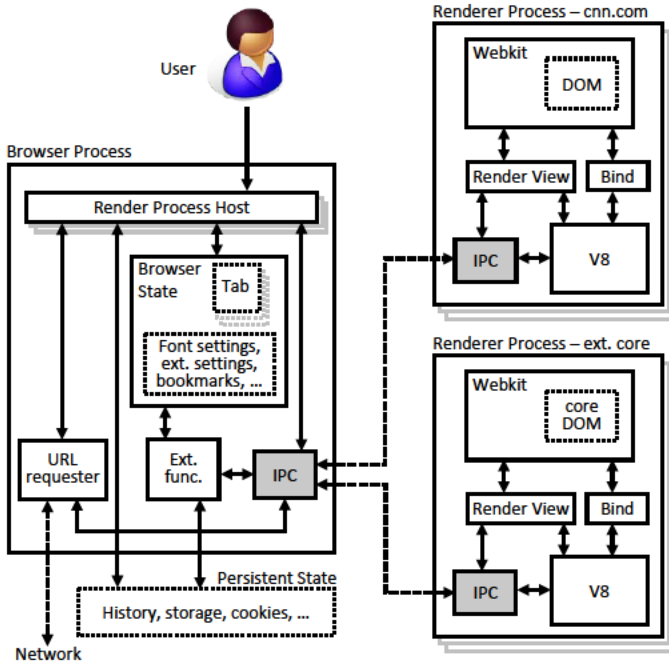 User
Browser Process
Render Process Host
Browser
State
Tab
Font settings,
ext. settings,
bookmarks, ...
URL
requester
Ext.
func.
IPC
Persistent State
History, storage, cookies, ...
Network
Renderer Process – cnn.com
Webkit
DOM
Render View
Bind
IPC
V8
Renderer Process – ext. core
Webkit
core
DOM
Render View
Bind
IPC
V8